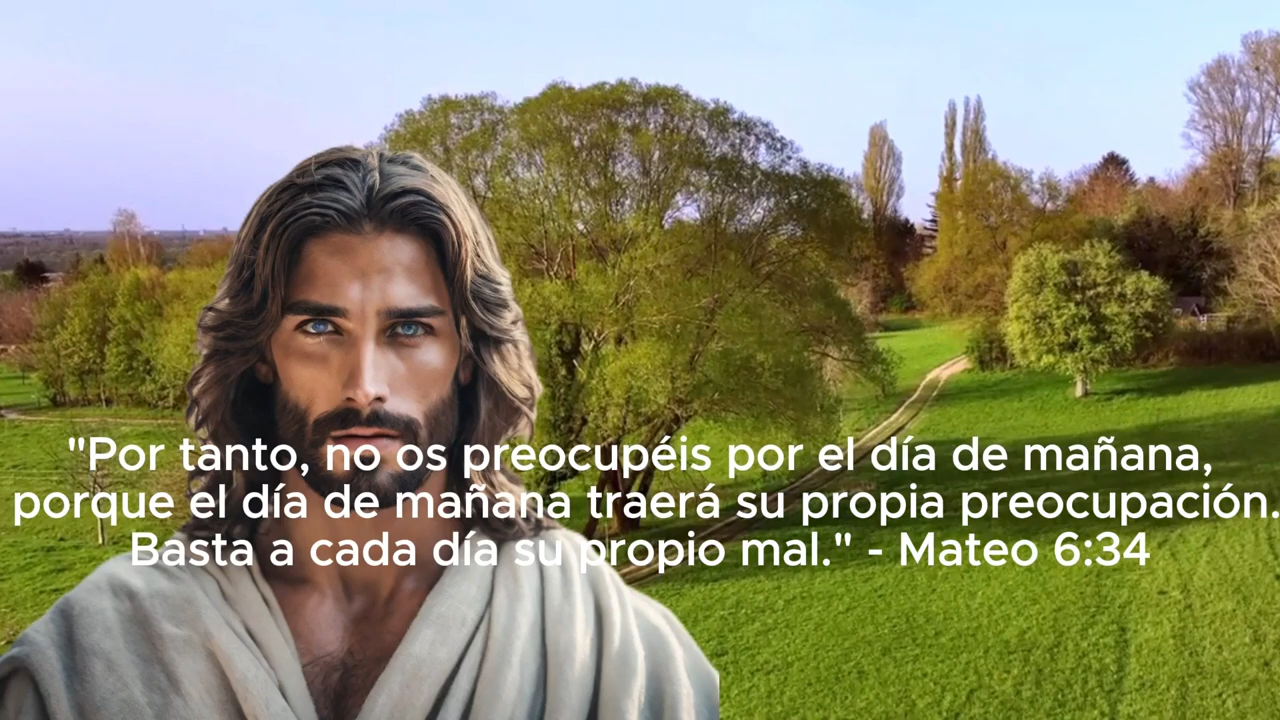 "Por tanto, no os preocupéis por el día de mañana,
porque el día de mañana traerá su propia preocupación.
Basta a cada día su propio mal." - Mateo 6:34